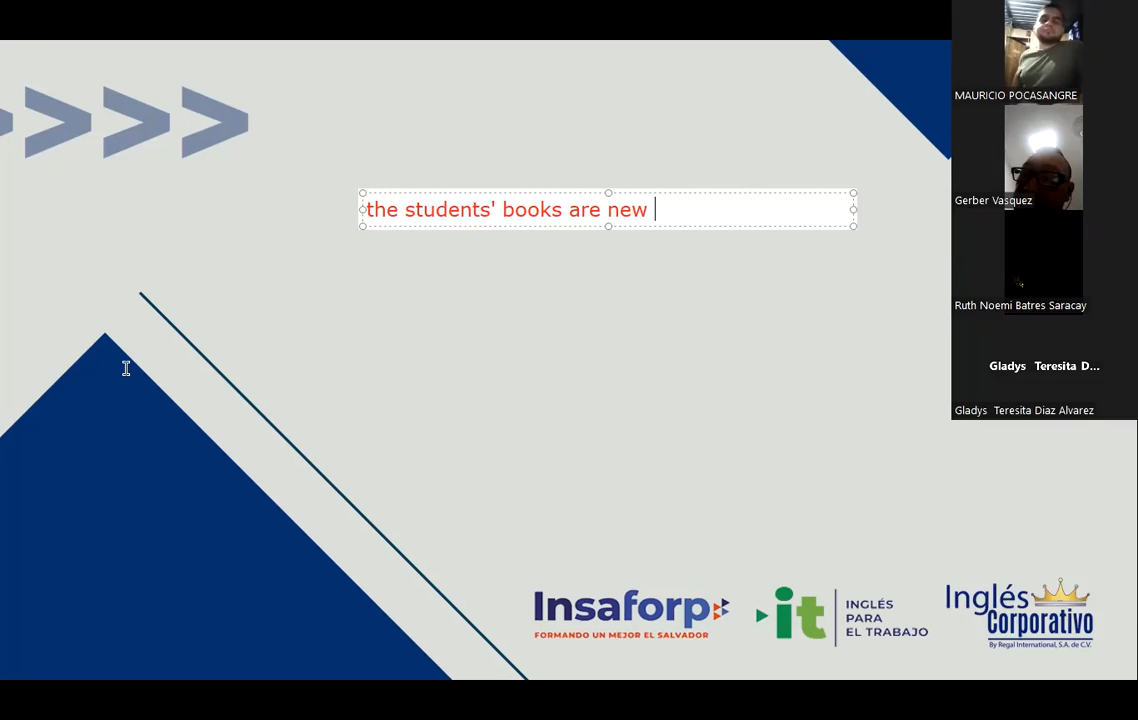 MAURICIO POCASANGRE
the students' books are new
Gerber Vasquez
Ruth Noemi Batres Saracay
Gladys Teresita D...
Gladys Teresita Diaz Alvarez
Insaforp
FORMANDO UN MEJOR EL SALVADOR
it
INGLÉS
PARA
EL TRABAJO
Inglés
Corporativo
By Regal International, S.A. de C.V.